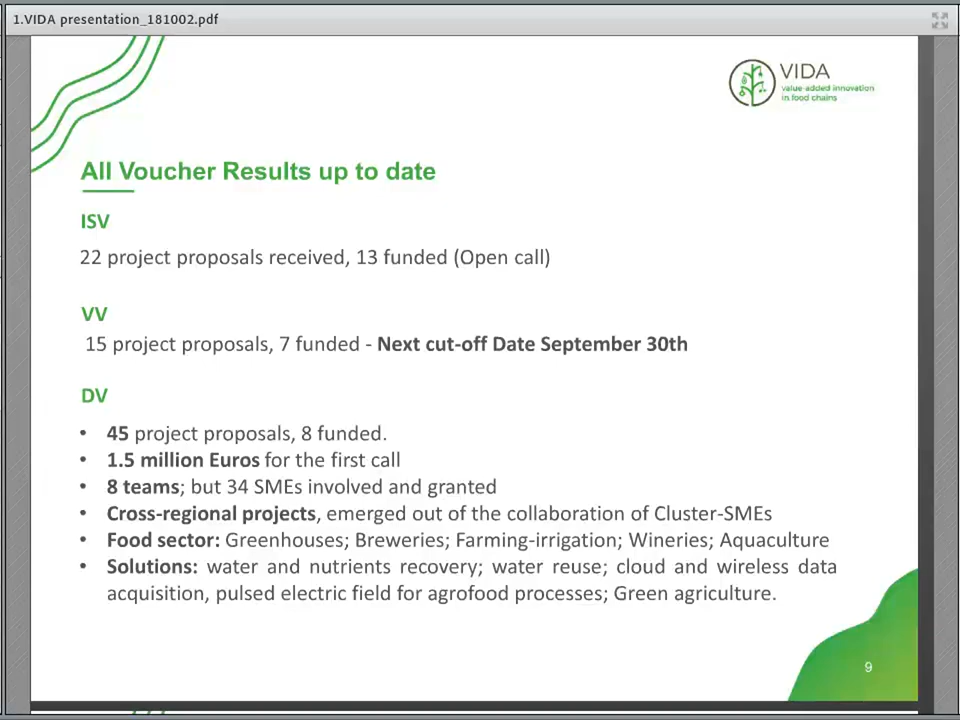 1.VIDA presentation_181002.pdf
VIDA
value-added innovation
in food chains
All Voucher Results up to date
ISV
22 project proposals received, 13 funded (Open call)
VV
15 project proposals, 7 funded - Next cut-off Date September 30th
DV
• 45 project proposals, 8 funded.
• 1.5 million Euros for the first call
• 8 teams; but 34 SMEs involved and granted
• Cross-regional projects, emerged out of the collaboration of Cluster-SMEs
• Food sector: Greenhouses; Breweries; Farming-irrigation; Wineries; Aquaculture
• Solutions: water and nutrients recovery; water reuse; cloud and wireless data
acquisition, pulsed electric field for agrofood processes; Green agriculture.
9